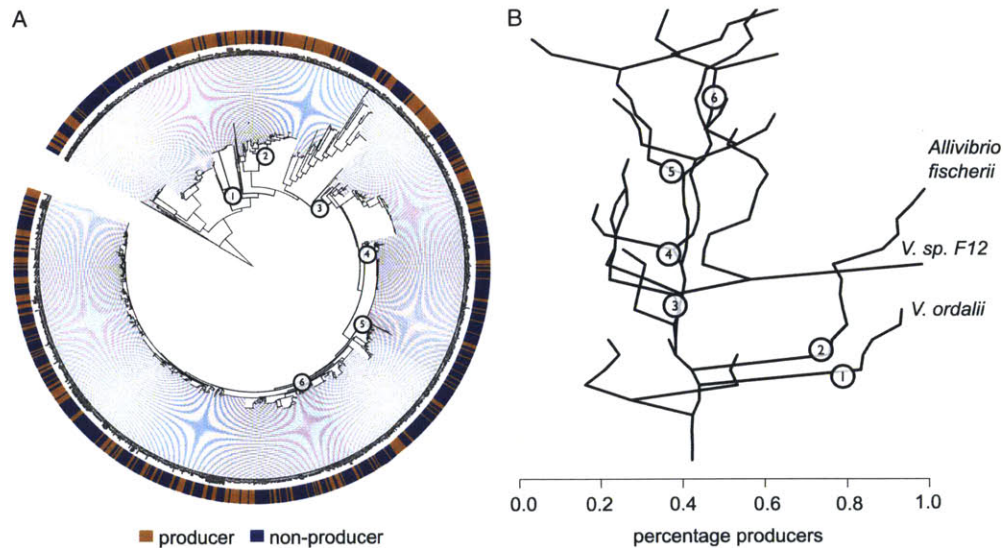 A
B
1
2
3
4
5
6
6
5
4
3
2
1
Allivibrio
fischerii
V. sp. F12
V. ordalii
0.0 0.2 0.4 0.6 0.8 1.0
percentage producers
producer non-producer